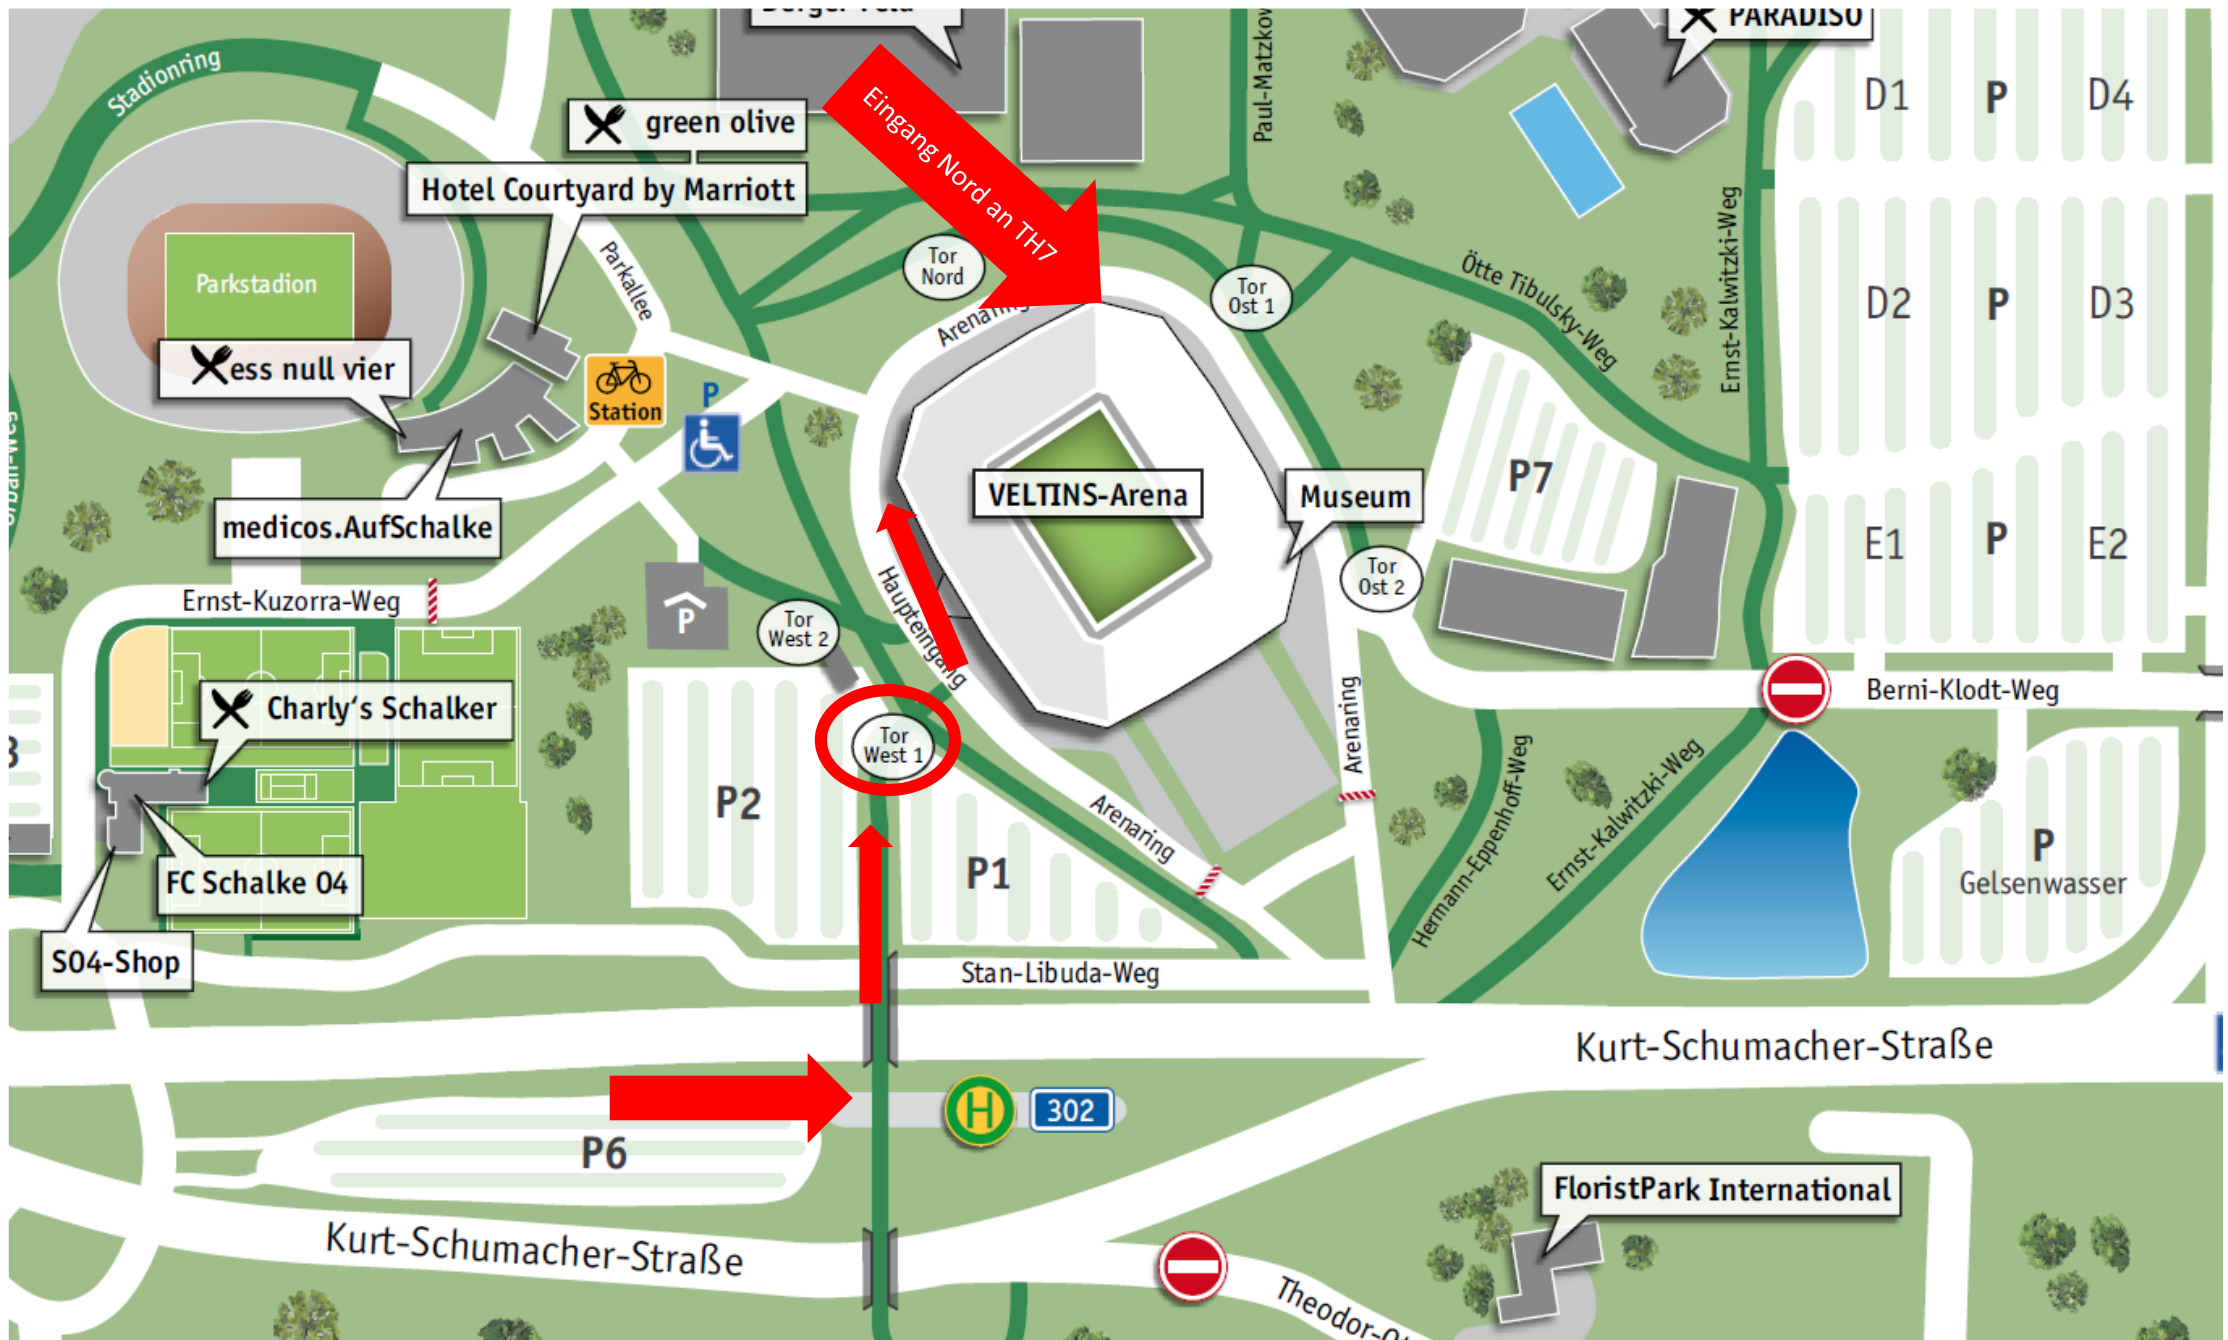 PARADISO
Stadionring
D1
P
D4
green olive
Hotel Courtyard by Marriott
Eingang Nord an TH7
Ernst-Kalwitzki-Weg
Parkallee
Tor
Nord
Tor
Ost 1
Ötte Tibulsky-Weg
Parkstadion
Arenaring
D2
P
D3
ess null vier
Station
P
VELTINS-Arena
Museum
P7
medicos.AufSchalke
E1
P
E2
Ernst-Kuzorra-Weg
P
Haupteingang
Tor
West 2
Tor
Ost 2
Charly‘s Schalker
Tor
West 1
Arenaring
Berni-Klodt-Weg
P2
P1
Arenaring
Hermann-Eppenhoff-Weg
Ernst-Kalwitzki-Weg
P
Gelsenwasser
FC Schalke 04
S04-Shop
Stan-Libuda-Weg
Kurt-Schumacher-Straße
H
302
P6
FloristPark International
Kurt-Schumacher-Straße